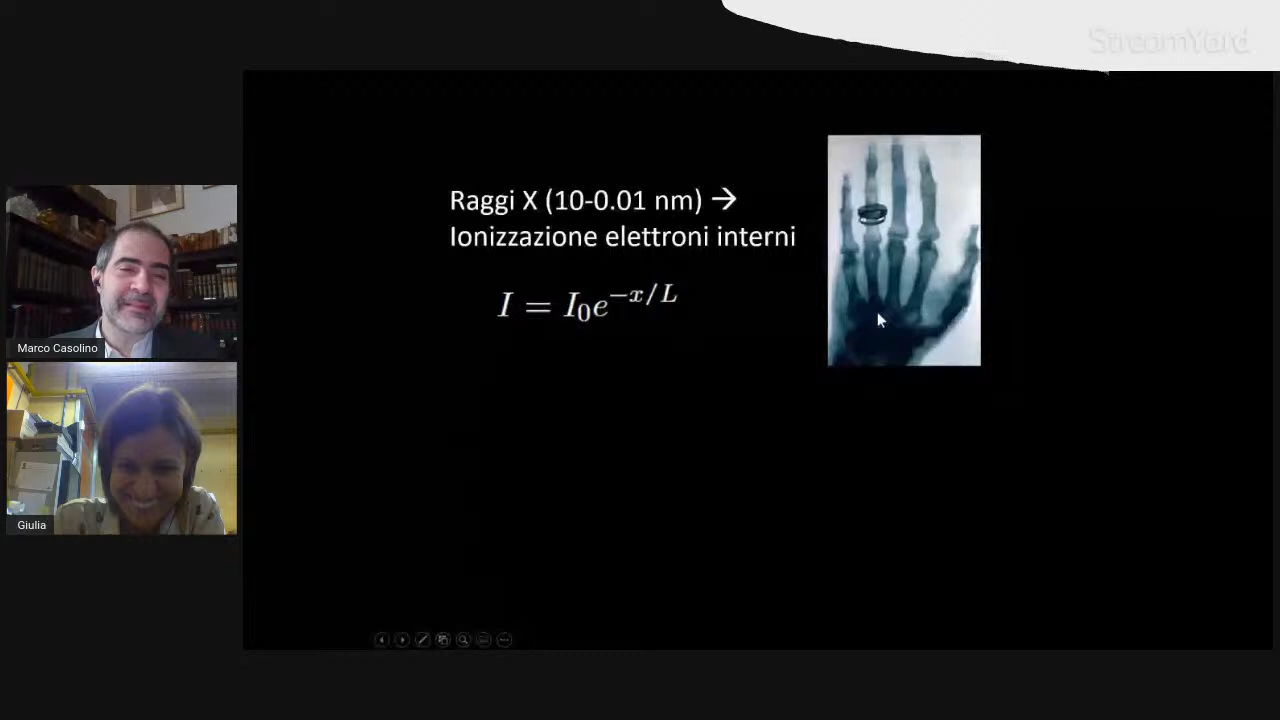 StreamYard
Raggi X (10-0.01 nm) →
Ionizzazione elettroni interni
I = I₀e^{-x/L}
Marco Casolino
Giulia